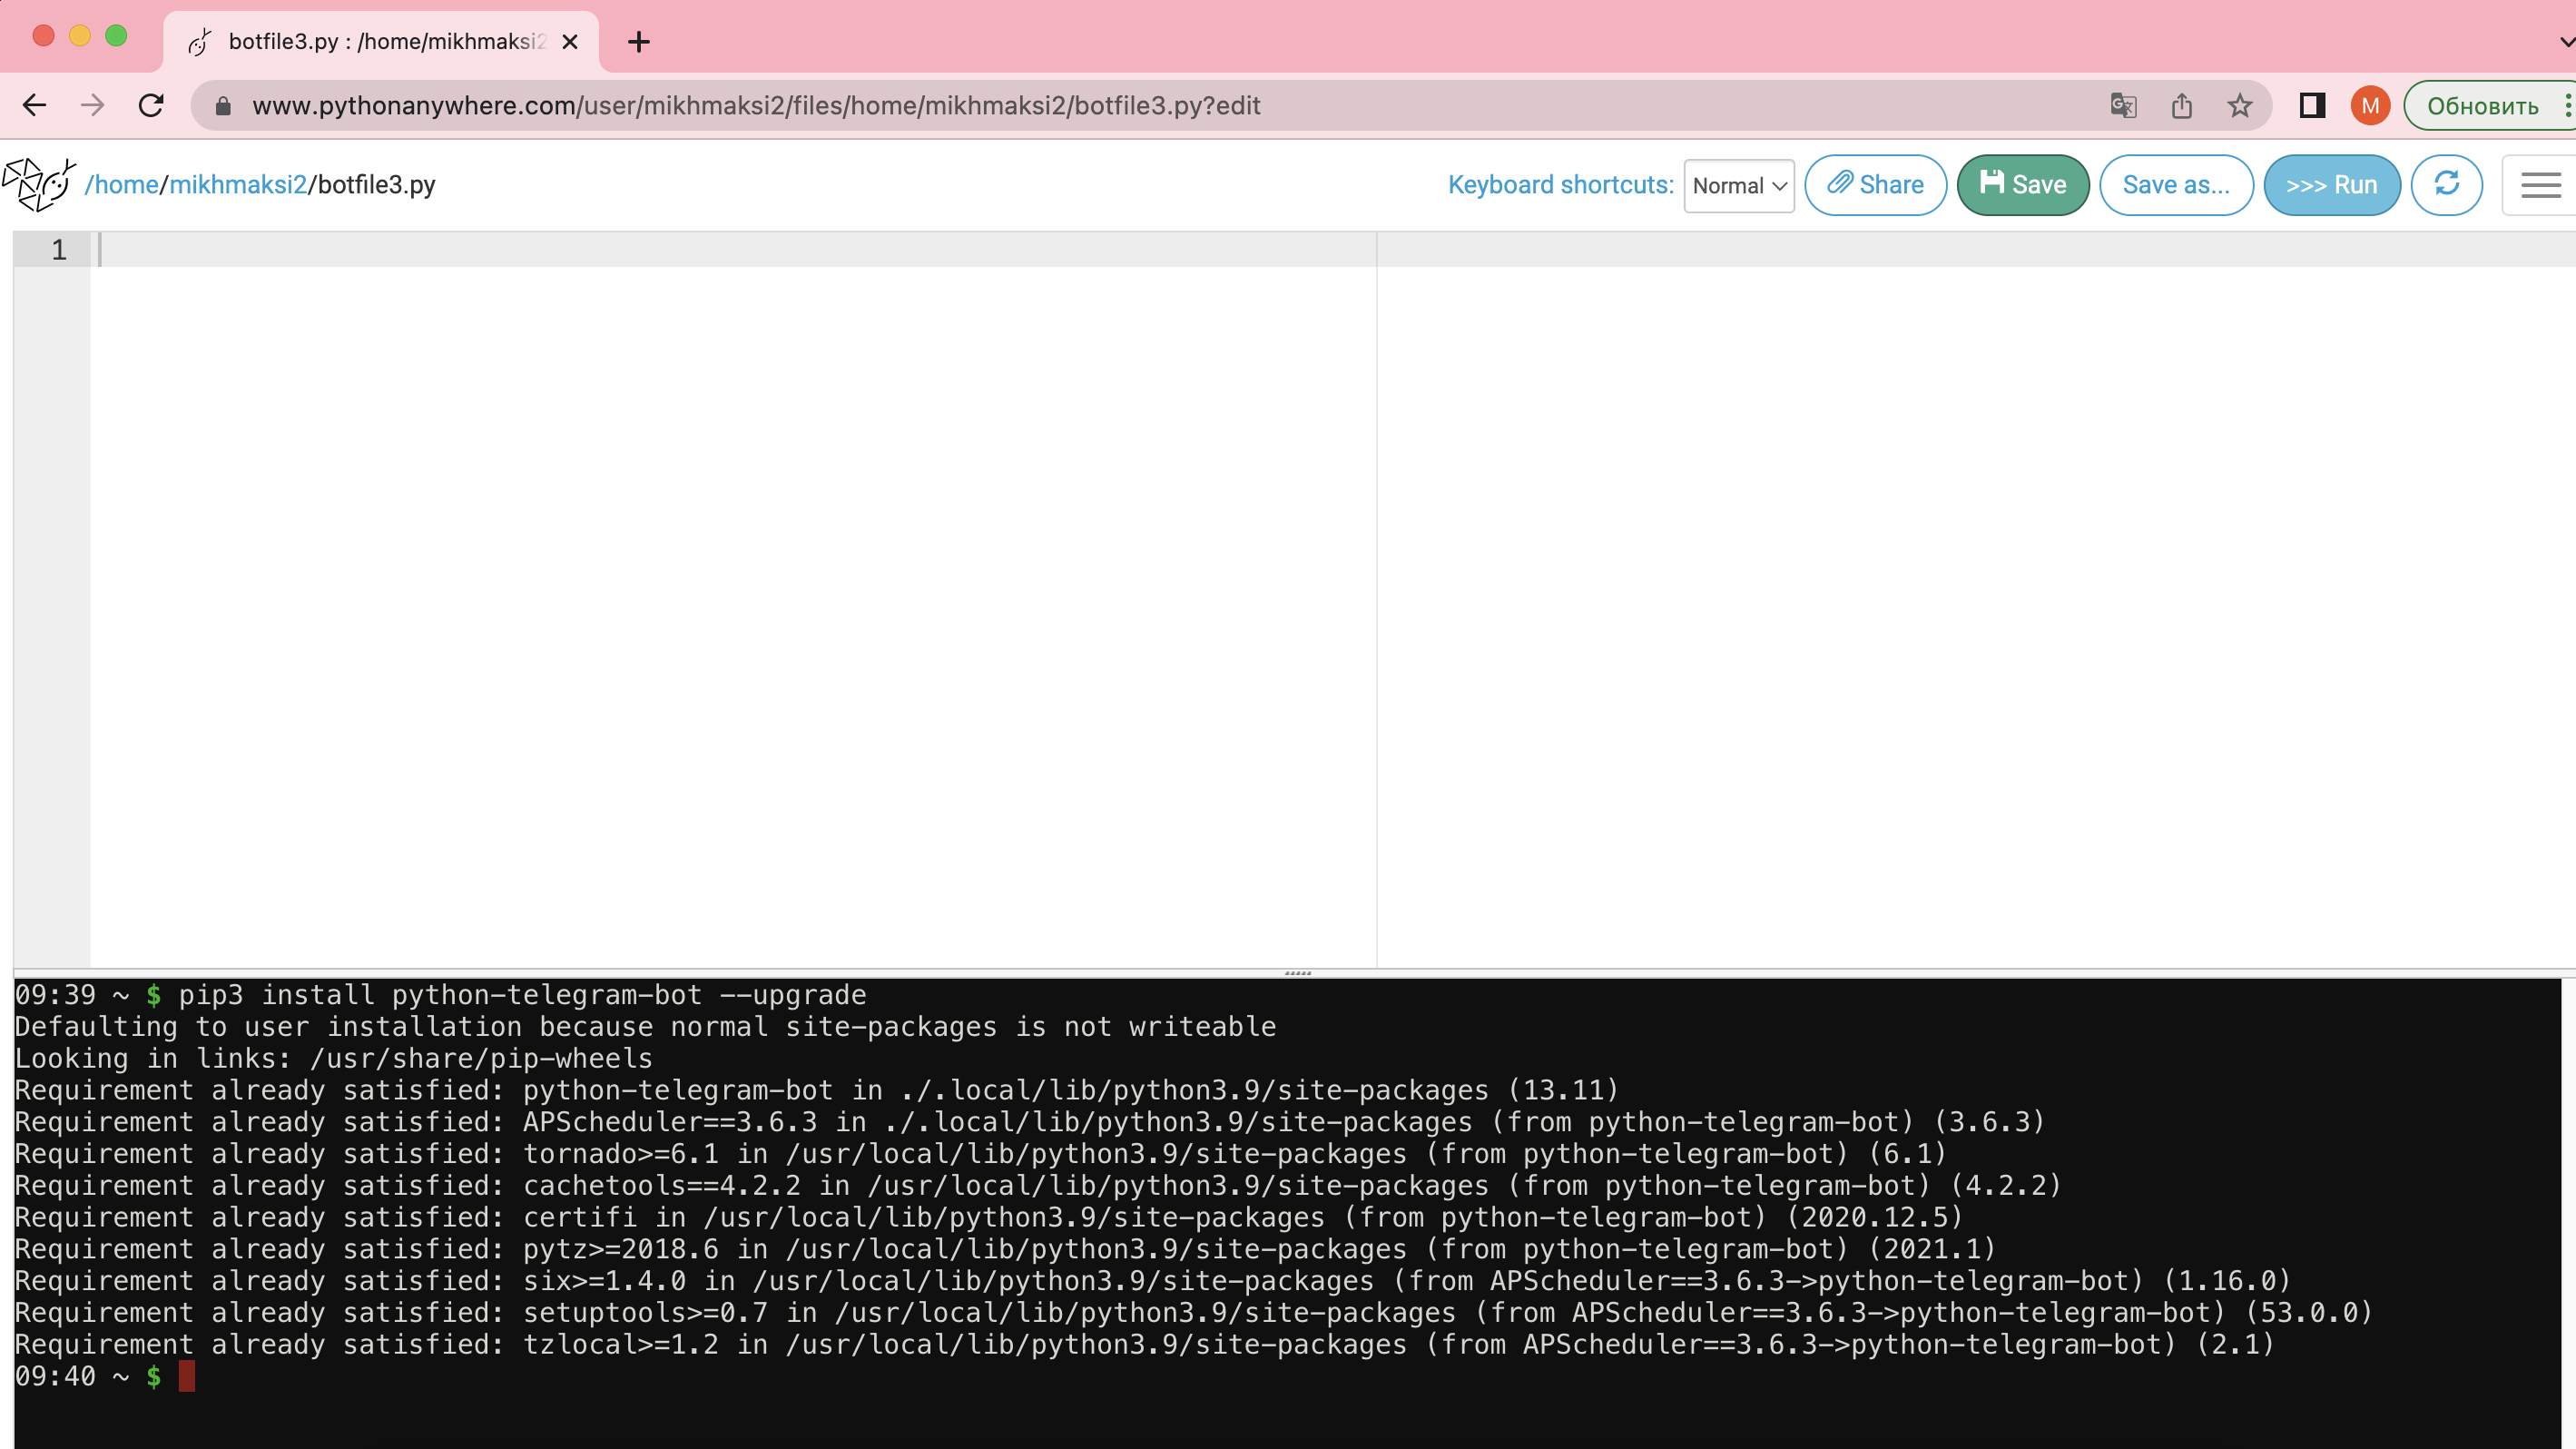 botfile3.py : /home/mikhmaksi2
www.pythonanywhere.com/user/mikhmaksi2/files/home/mikhmaksi2/botfile3.py?edit
M
Обновить
/home/mikhmaksi2/botfile3.py
Keyboard shortcuts:
Normal
Share
Save
Save as...
>>> Run
1
09:39 ~ $ pip3 install python-telegram-bot --upgrade
Defaulting to user installation because normal site-packages is not writeable
Looking in links: /usr/share/pip-wheels
Requirement already satisfied: python-telegram-bot in ./.local/lib/python3.9/site-packages (13.11)
Requirement already satisfied: APScheduler==3.6.3 in ./.local/lib/python3.9/site-packages (from python-telegram-bot) (3.6.3)
Requirement already satisfied: tornado>=6.1 in /usr/local/lib/python3.9/site-packages (from python-telegram-bot) (6.1)
Requirement already satisfied: cachetools==4.2.2 in /usr/local/lib/python3.9/site-packages (from python-telegram-bot) (4.2.2)
Requirement already satisfied: certifi in /usr/local/lib/python3.9/site-packages (from python-telegram-bot) (2020.12.5)
Requirement already satisfied: pytz>=2018.6 in /usr/local/lib/python3.9/site-packages (from python-telegram-bot) (2021.1)
Requirement already satisfied: six>=1.4.0 in /usr/local/lib/python3.9/site-packages (from APScheduler==3.6.3->python-telegram-bot) (1.16.0)
Requirement already satisfied: setuptools>=0.7 in /usr/local/lib/python3.9/site-packages (from APScheduler==3.6.3->python-telegram-bot) (53.0.0)
Requirement already satisfied: tzlocal>=1.2 in /usr/local/lib/python3.9/site-packages (from APScheduler==3.6.3->python-telegram-bot) (2.1)
09:40 ~ $